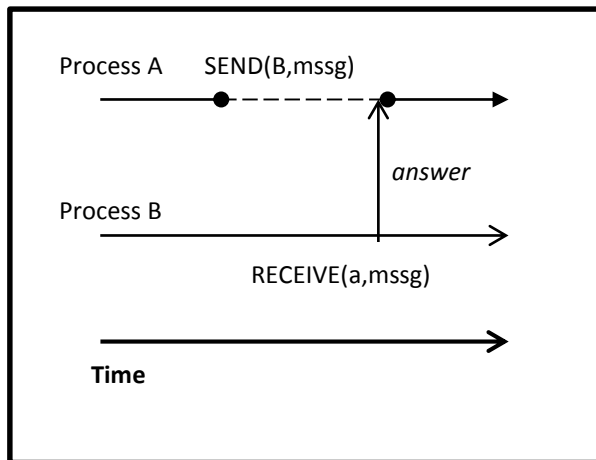 Process A SEND(B,mssg)
answer
Process B
RECEIVE(a,mssg)
Time